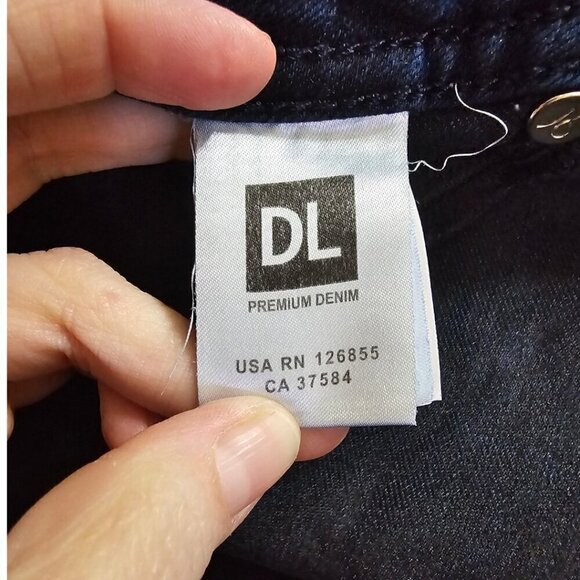 DL
PREMIUM DENIM
USA RN 126855
CA 37584